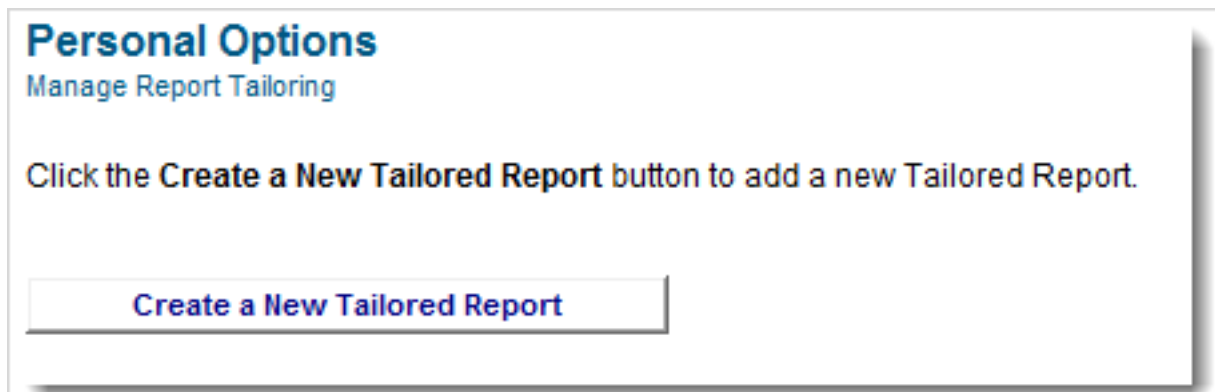 Personal Options
Manage Report Tailoring
Click the Create a New Tailored Report button to add a new Tailored Report.
Create a New Tailored Report